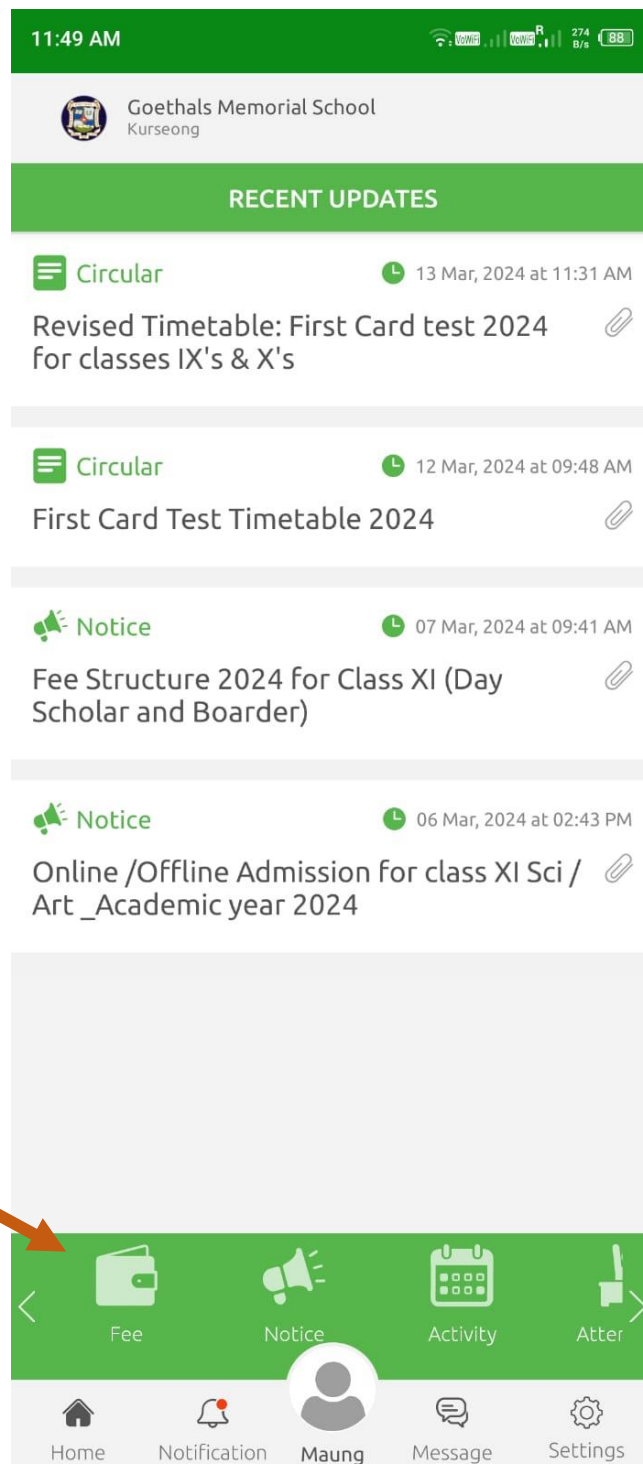 11:49 AM VoWiFi VoWiFi R 274 B/s 88
Goethals Memorial School
Kurseong
RECENT UPDATES
Circular 13 Mar, 2024 at 11:31 AM
Revised Timetable: First Card test 2024
for classes IX's & X's
Circular 12 Mar, 2024 at 09:48 AM
First Card Test Timetable 2024
Notice 07 Mar, 2024 at 09:41 AM
Fee Structure 2024 for Class XI (Day
Scholar and Boarder)
Notice 06 Mar, 2024 at 02:43 PM
Online /Offline Admission for class XI Sci /
Art _Academic year 2024
Fee Notice Activity Atter
Home Notification Maung Message Settings